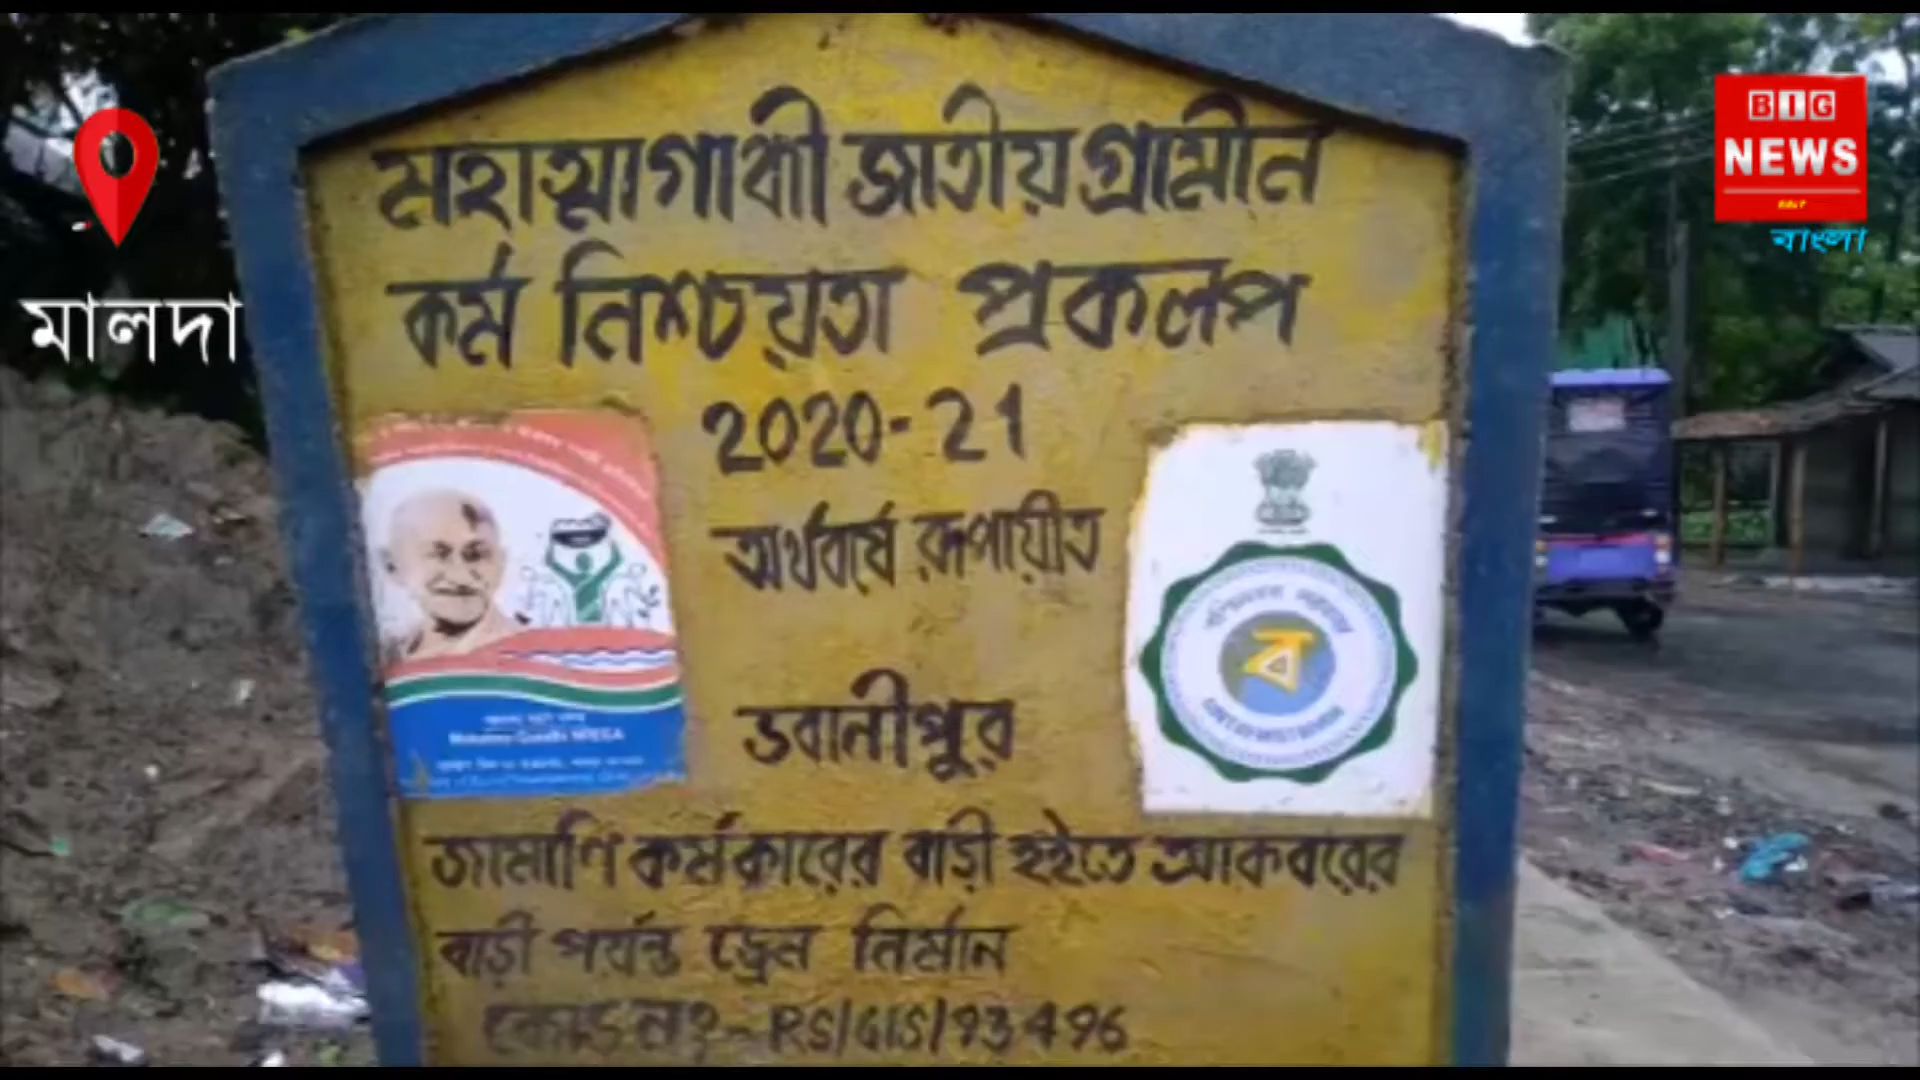 BIG
NEWS
বাংলা
মালদা
মহাত্মাগান্ধী জাতীয় গ্রামীন
কর্ম নিশ্চয়তা প্রকল্প
2020-21
অর্থবর্ষে রূপায়ীত
ভবানীপুর
জামাণি কর্মকারের বাড়ী হইতে আকবরের
বাড়ী পর্যন্ত ড্রেন নির্মান
কোড নং-RS/GIS/93496